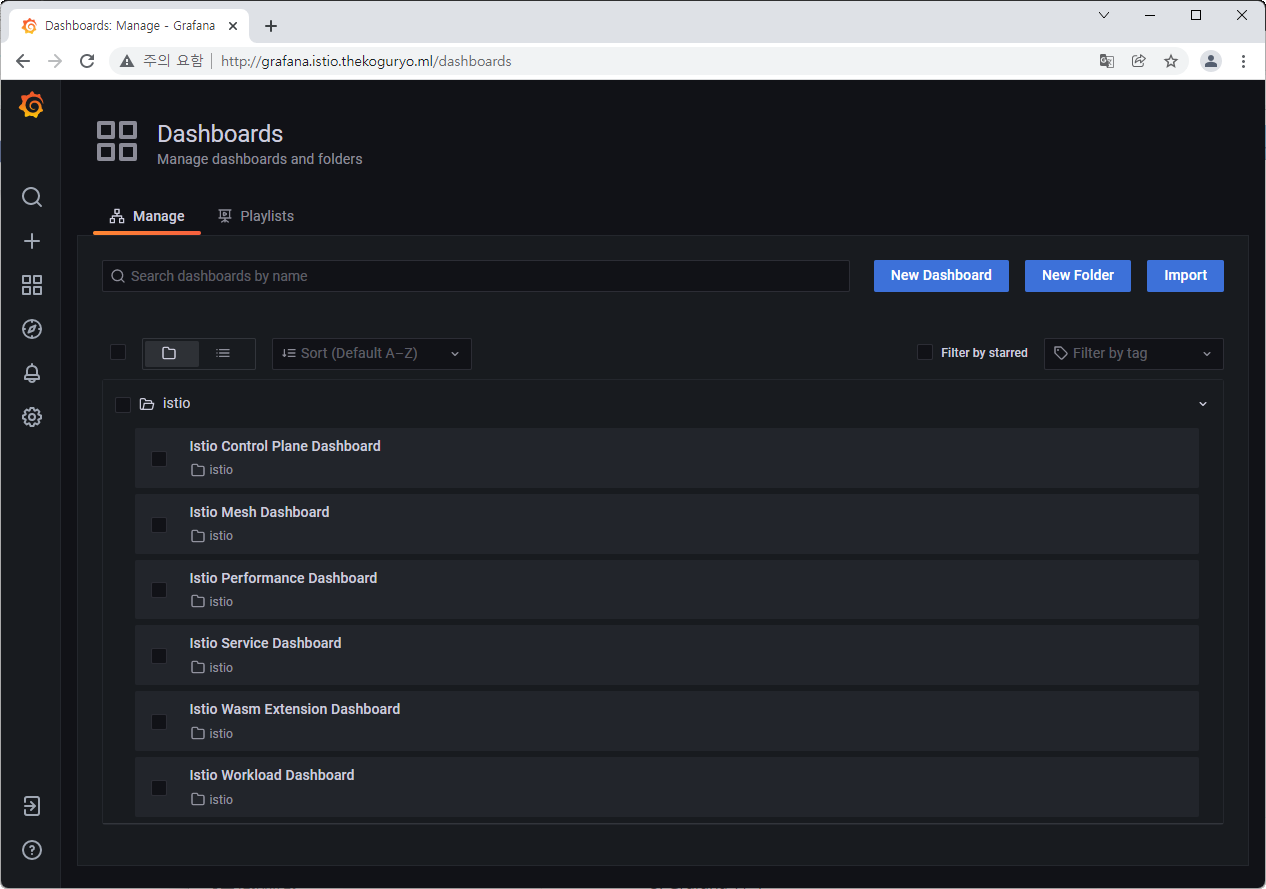 Dashboards: Manage - Grafana
주의 요함 | http://grafana.istio.thekoguryo.ml/dashboards
Dashboards
Manage dashboards and folders
Manage
Playlists
Search dashboards by name
New Dashboard
New Folder
Import
Sort (Default A–Z)
Filter by starred
Filter by tag
istio
Istio Control Plane Dashboard
istio
Istio Mesh Dashboard
istio
Istio Performance Dashboard
istio
Istio Service Dashboard
istio
Istio Wasm Extension Dashboard
istio
Istio Workload Dashboard
istio